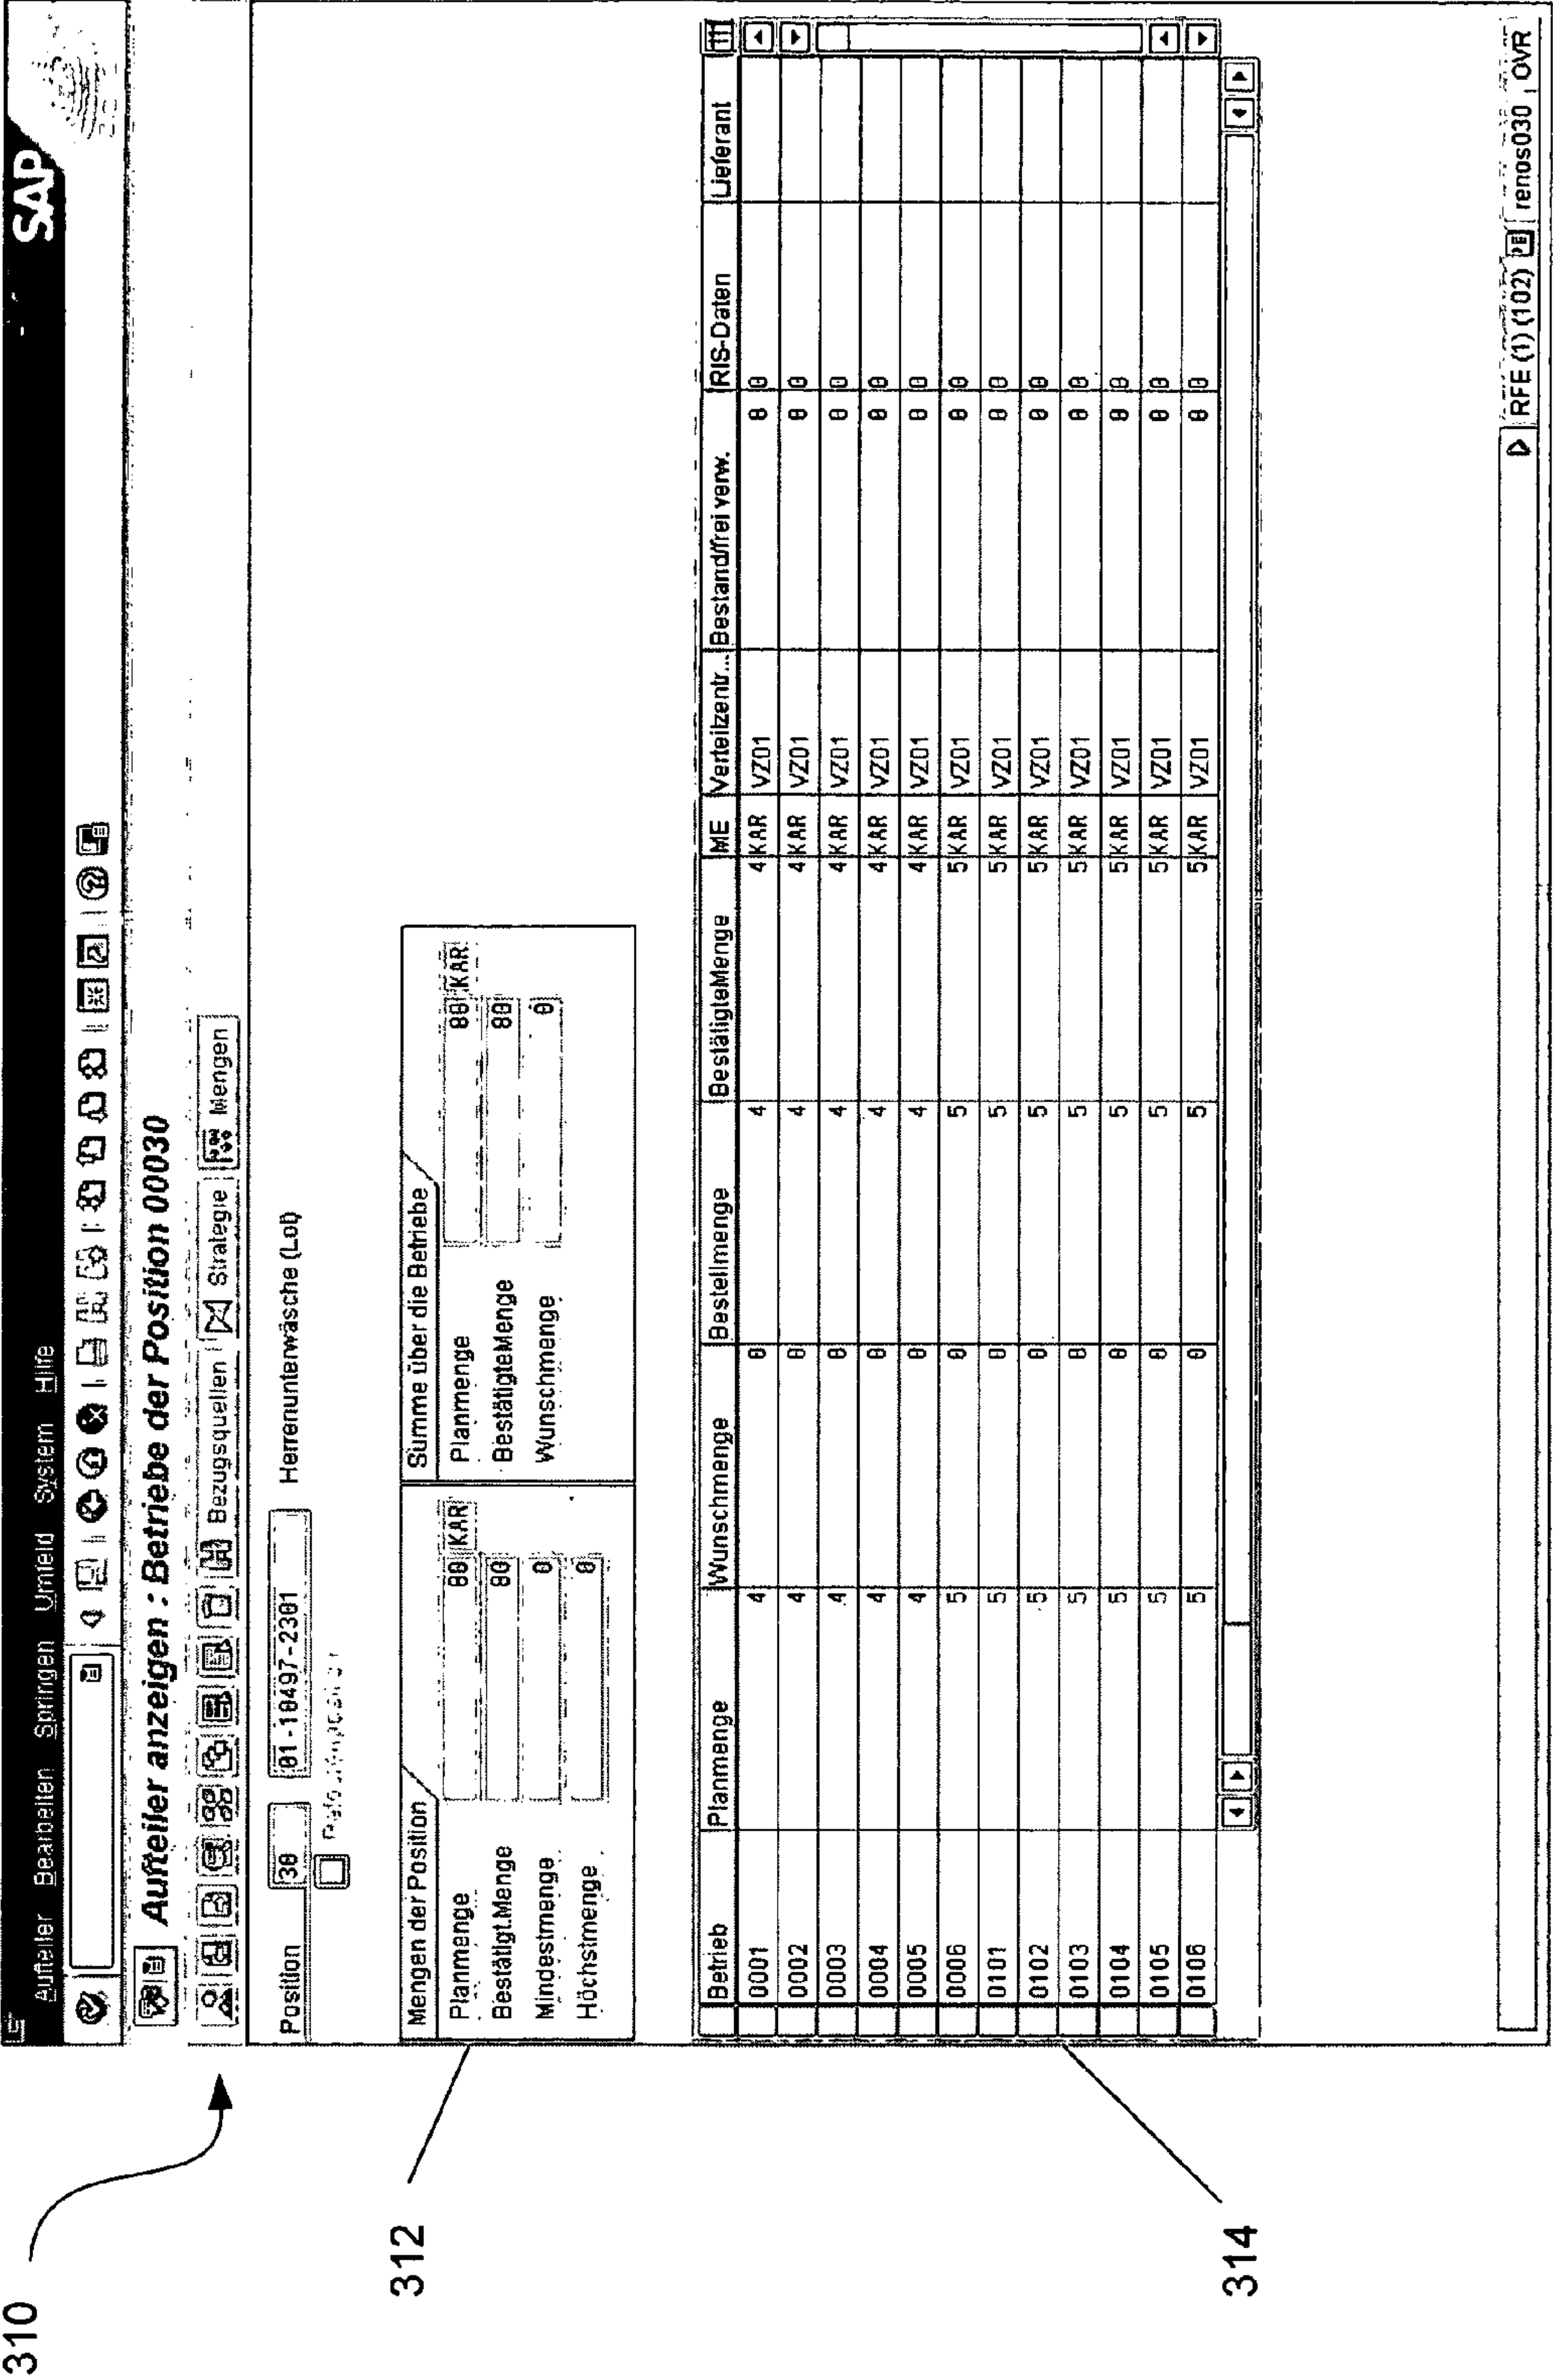 310
SAP
Aufteiler Bearbeiten Springen Umfeld System Hilfe
Aufteiler anzeigen : Betriebe der Position 00030
Bezugsquellen Strategie Mengen
Position 30 01-10497-2301 Herrenunterwäsche (Lot)
312
Mengen der Position
Planmenge 80 KAR
Bestätigt.Menge 80
Mindestmenge 0
Höchstmenge 0
Summe über die Betriebe
Planmenge 80 KAR
BestätigteMenge 80
Wunschmenge 0
314
Betrieb Planmenge Wunschmenge Bestellmenge BestätigteMenge ME Verteilzentr... Bestand/frei verw. RIS-Daten Lieferant
0001 4 0 4 4 KAR VZ01 0 0
0002 4 0 4 4 KAR VZ01 0 0
0003 4 0 4 4 KAR VZ01 0 0
0004 4 0 4 4 KAR VZ01 0 0
0005 4 0 4 4 KAR VZ01 0 0
0006 5 0 5 5 KAR VZ01 0 0
0101 5 0 5 5 KAR VZ01 0 0
0102 5 0 5 5 KAR VZ01 0 0
0103 5 0 5 5 KAR VZ01 0 0
0104 5 0 5 5 KAR VZ01 0 0
0105 5 0 5 5 KAR VZ01 0 0
0106 5 0 5 5 KAR VZ01 0 0
RFE (1) (102) renos030 OVR